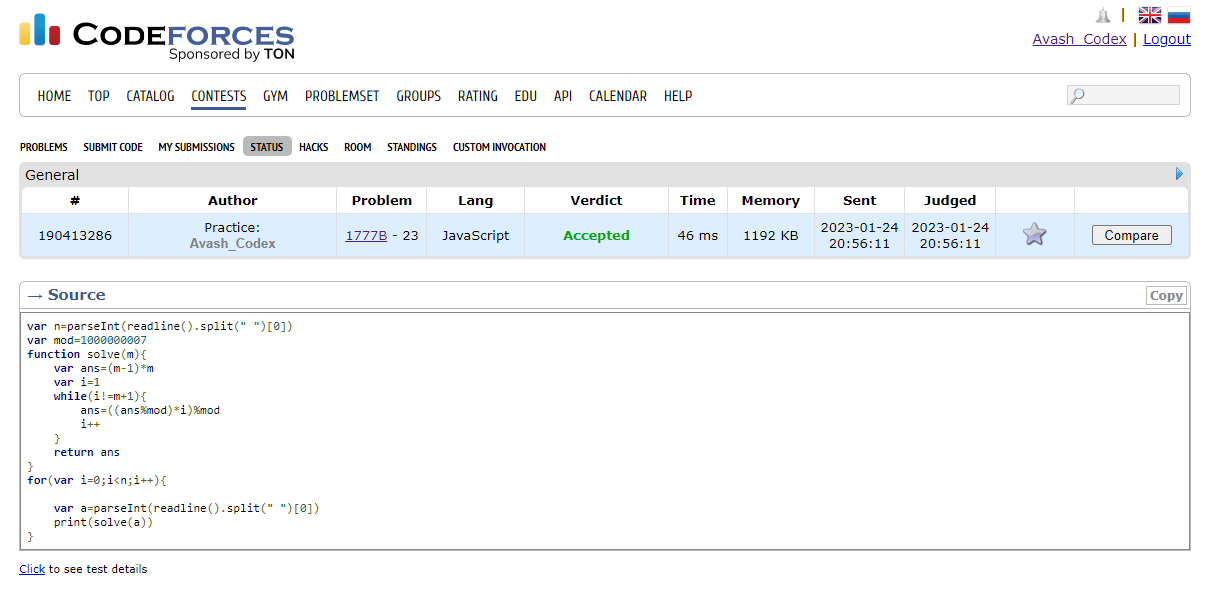 CODEFORCES
Sponsored by TON
Avash_Codex | Logout
HOME TOP CATALOG CONTESTS GYM PROBLEMSET GROUPS RATING EDU API CALENDAR HELP
PROBLEMS SUBMIT CODE MY SUBMISSIONS STATUS HACKS ROOM STANDINGS CUSTOM INVOCATION
General
# Author Problem Lang Verdict Time Memory Sent Judged
190413286 Practice: Avash_Codex 1777B - 23 JavaScript Accepted 46 ms 1192 KB 2023-01-24 20:56:11 2023-01-24 20:56:11 Compare
→ Source Copy
var n=parseInt(readline().split(" ")[0])
var mod=1000000007
function solve(m){
    var ans=(m-1)*m
    var i=1
    while(i!=m+1){
        ans=((ans%mod)*i)%mod
        i++
    }
    return ans
}
for(var i=0;i<n;i++){
    var a=parseInt(readline().split(" ")[0])
    print(solve(a))
}
Click to see test details